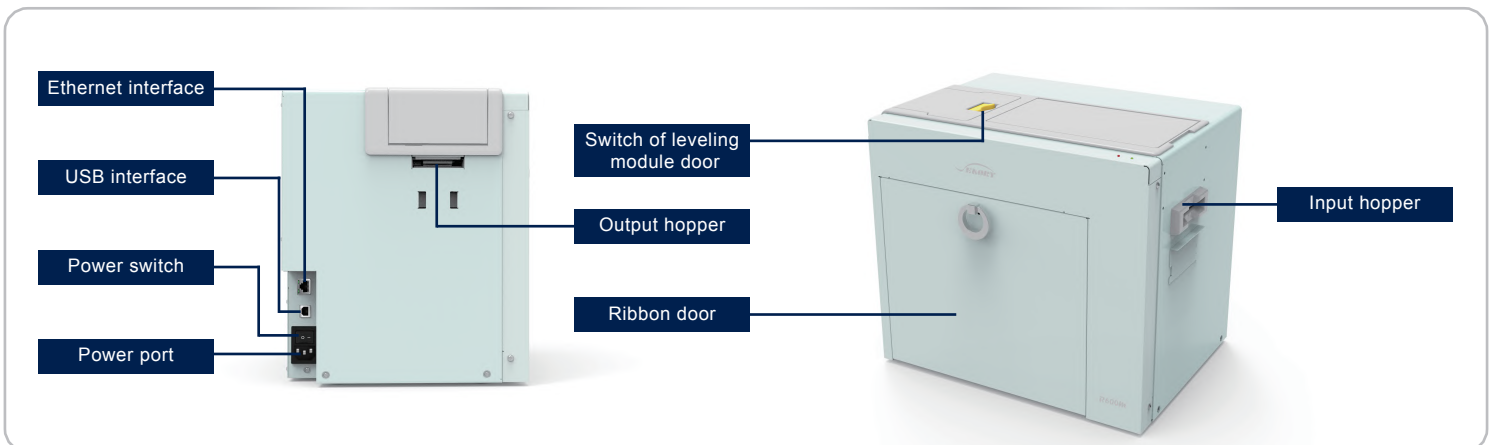 Ethernet interface
USB interface
Power switch
Power port
Switch of leveling
module door
Output hopper
Ribbon door
Input hopper